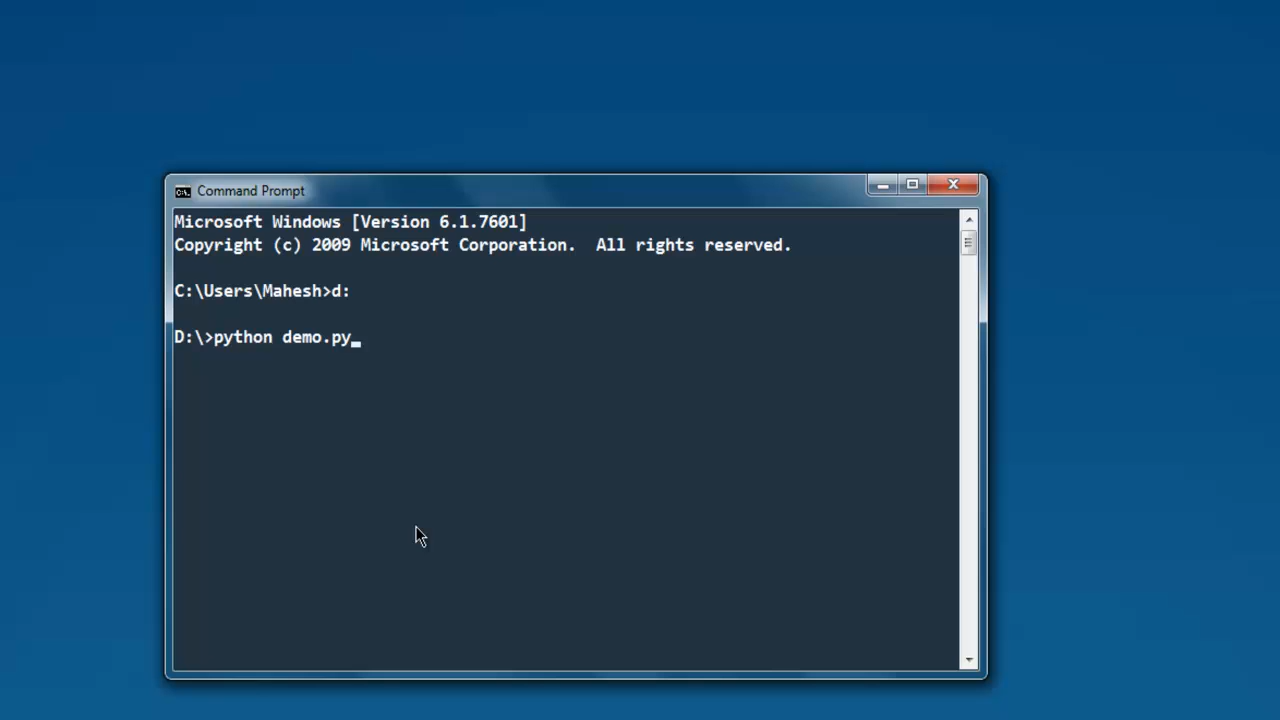 Command Prompt
Microsoft Windows [Version 6.1.7601]
Copyright (c) 2009 Microsoft Corporation.  All rights reserved.
C:\Users\Mahesh>d:
D:\>python demo.py